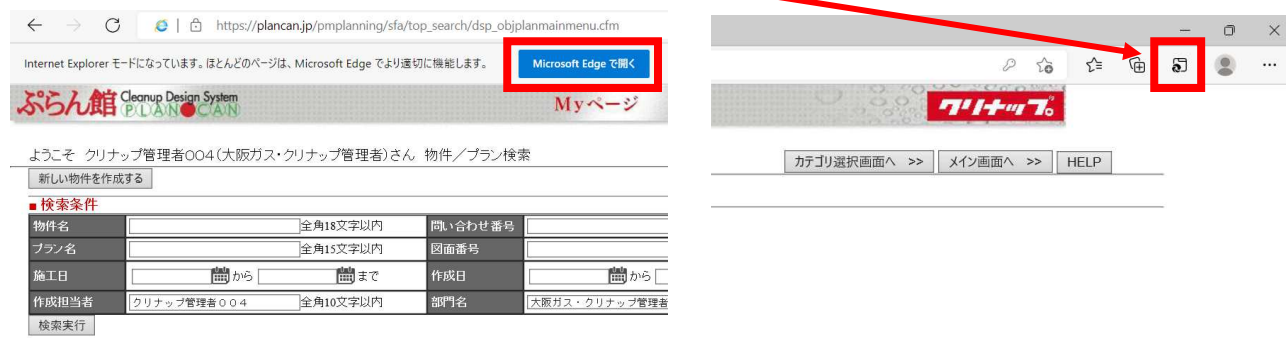 https://plancan.jp/pmplanning/sfa/top_search/dsp_objplanmainmenu.cfm
Internet Explorer モードになっています。ほとんどのページは、Microsoft Edge でより適切に機能します。
Microsoft Edge で開く
ぷらん館 Cleanup Design System
PLANCAN
Myページ
クリナップ
ようこそ クリナップ管理者004(大阪ガス・クリナップ管理者)さん 物件/プラン検索
カテゴリ選択画面へ >> メイン画面へ >> HELP
新しい物件を作成する
■検索条件
物件名 全角18文字以内 問い合わせ番号
プラン名 全角15文字以内 図面番号
施工日 から まで 作成日 から
作成担当者 クリナップ管理者004 全角10文字以内 部門名 大阪ガス・クリナップ管理者
検索実行